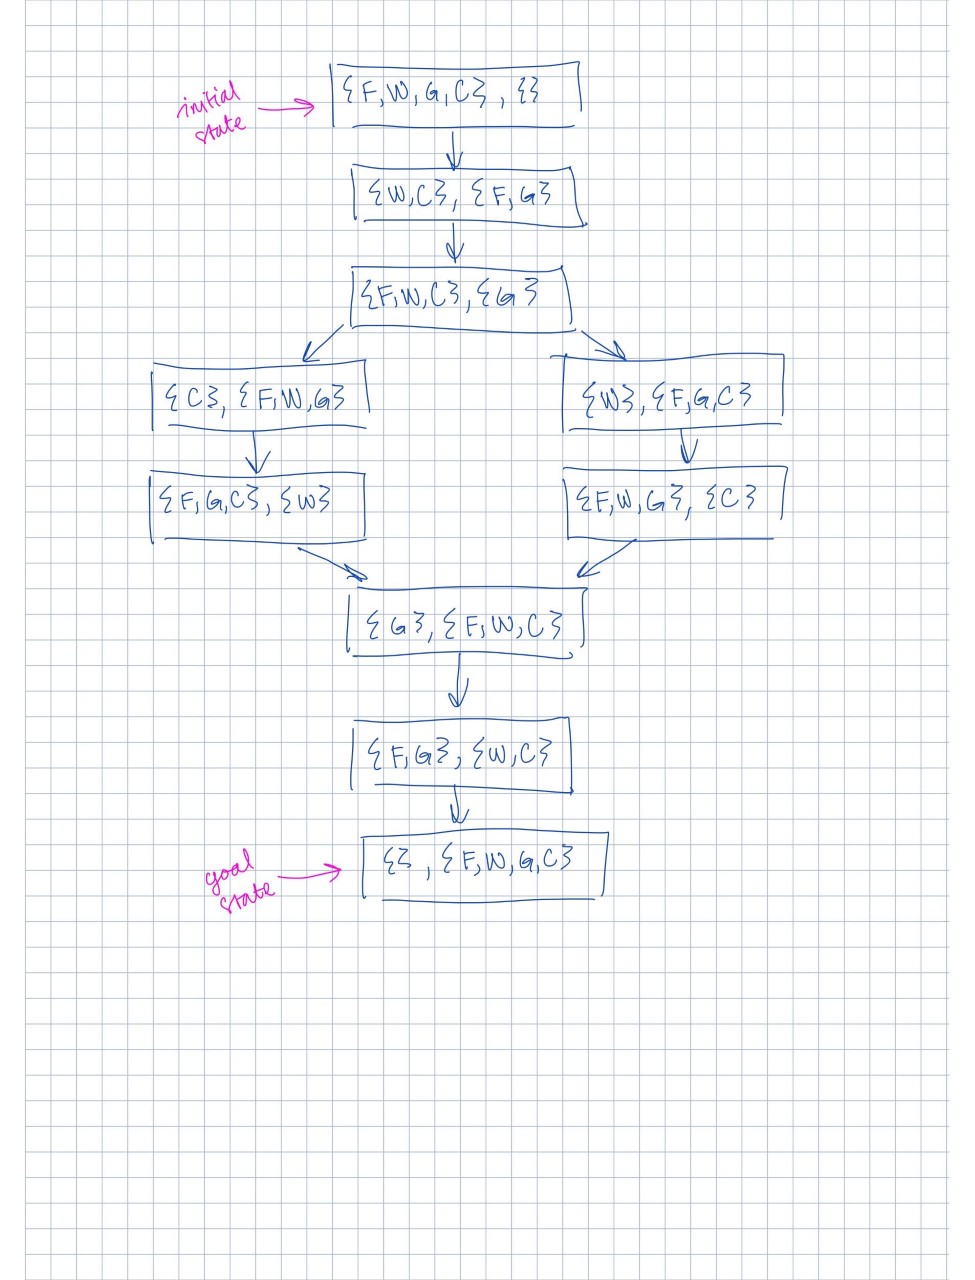 initial
state
{F,W,G,C}, {}
{W,C}, {F,G}
{F,W,C}, {G}
{C}, {F,W,G}
{W}, {F,G,C}
{F,G,C}, {W}
{F,W,G}, {C}
{G}, {F,W,C}
{F,G}, {W,C}
goal
state
{}, {F,W,G,C}